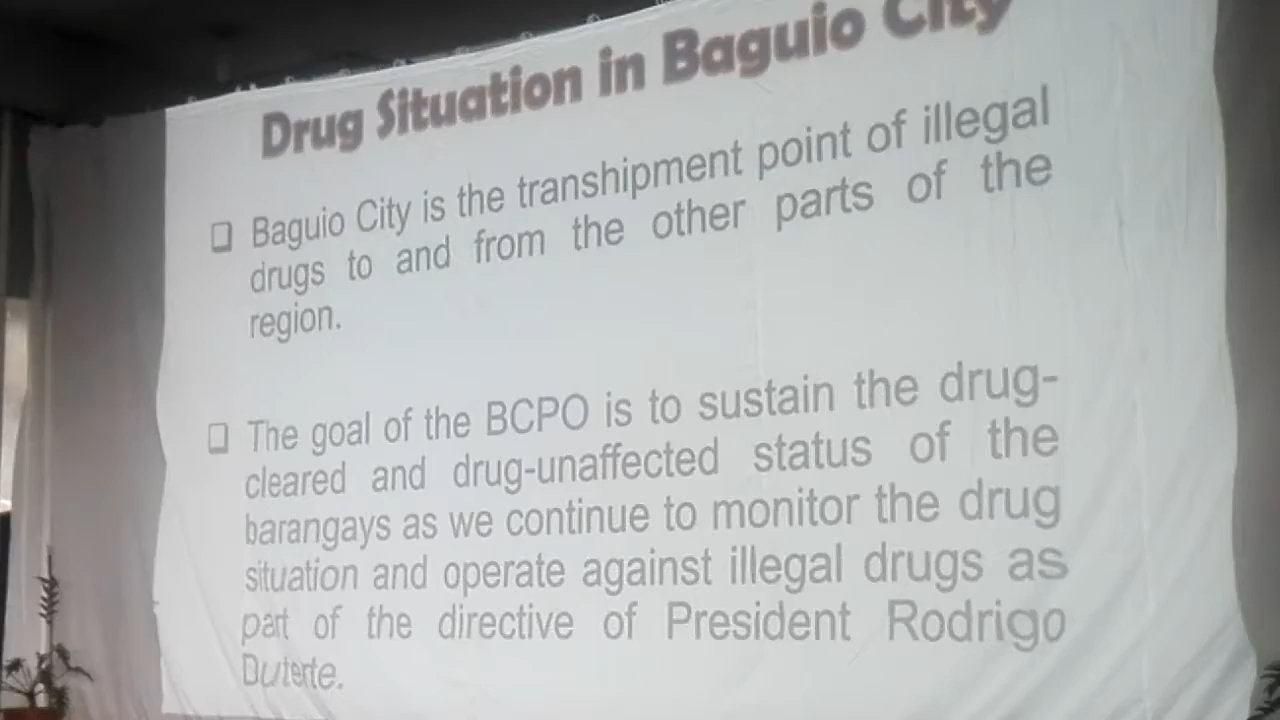 Drug Situation in Baguio City
❑ Baguio City is the transhipment point of illegal
drugs to and from the other parts of the
region.
❑ The goal of the BCPO is to sustain the drug-
cleared and drug-unaffected status of the
barangays as we continue to monitor the drug
situation and operate against illegal drugs as
part of the directive of President Rodrigo
Duterte.